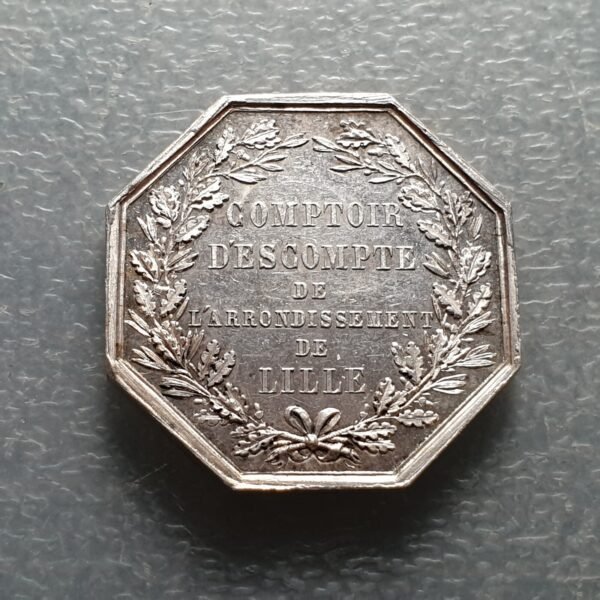 COMPTOIR
D'ESCOMPTE
DE
L'ARRONDISSEMENT
DE
LILLE